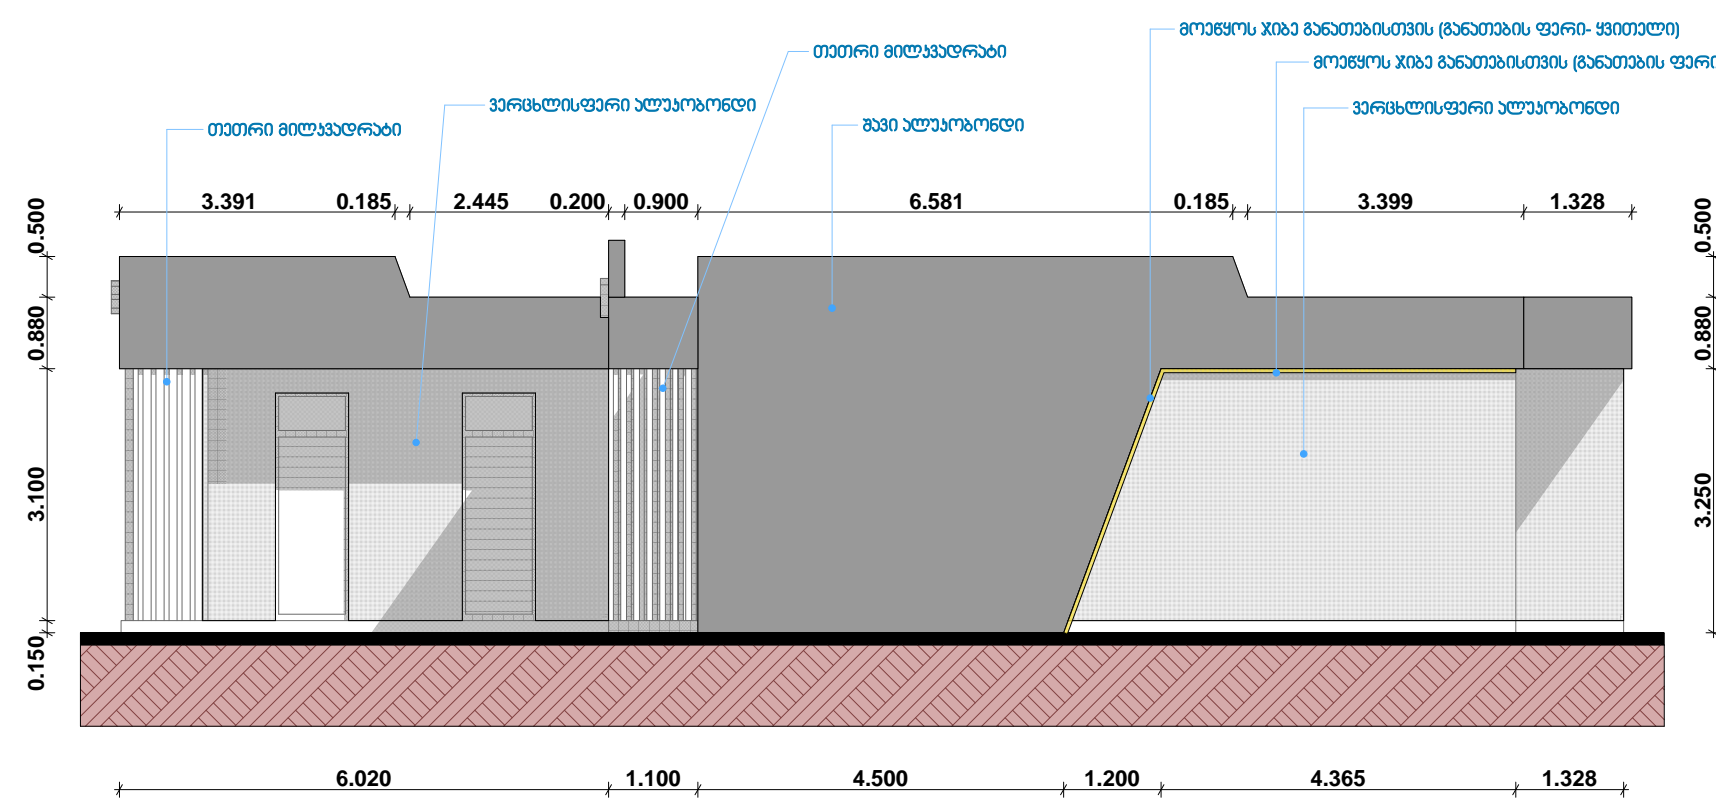 მოეწყოს ჯიბე განათებისთვის (განათების ფერი- ყვითელი)
თეთრი მილკვადრატი
მოეწყოს ჯიბე განათებისთვის (განათების ფერი
ვერცხლისფერი ალუკობონდი
ვერცხლისფერი ალუკობონდი
თეთრი მილკვადრატი
შავი ალუკობონდი
3.391 0.185 2.445 0.200 0.900 6.581 0.185 3.399 1.328
0.500
0.880
3.100
0.150
0.500
0.880
3.250
6.020 1.100 4.500 1.200 4.365 1.328